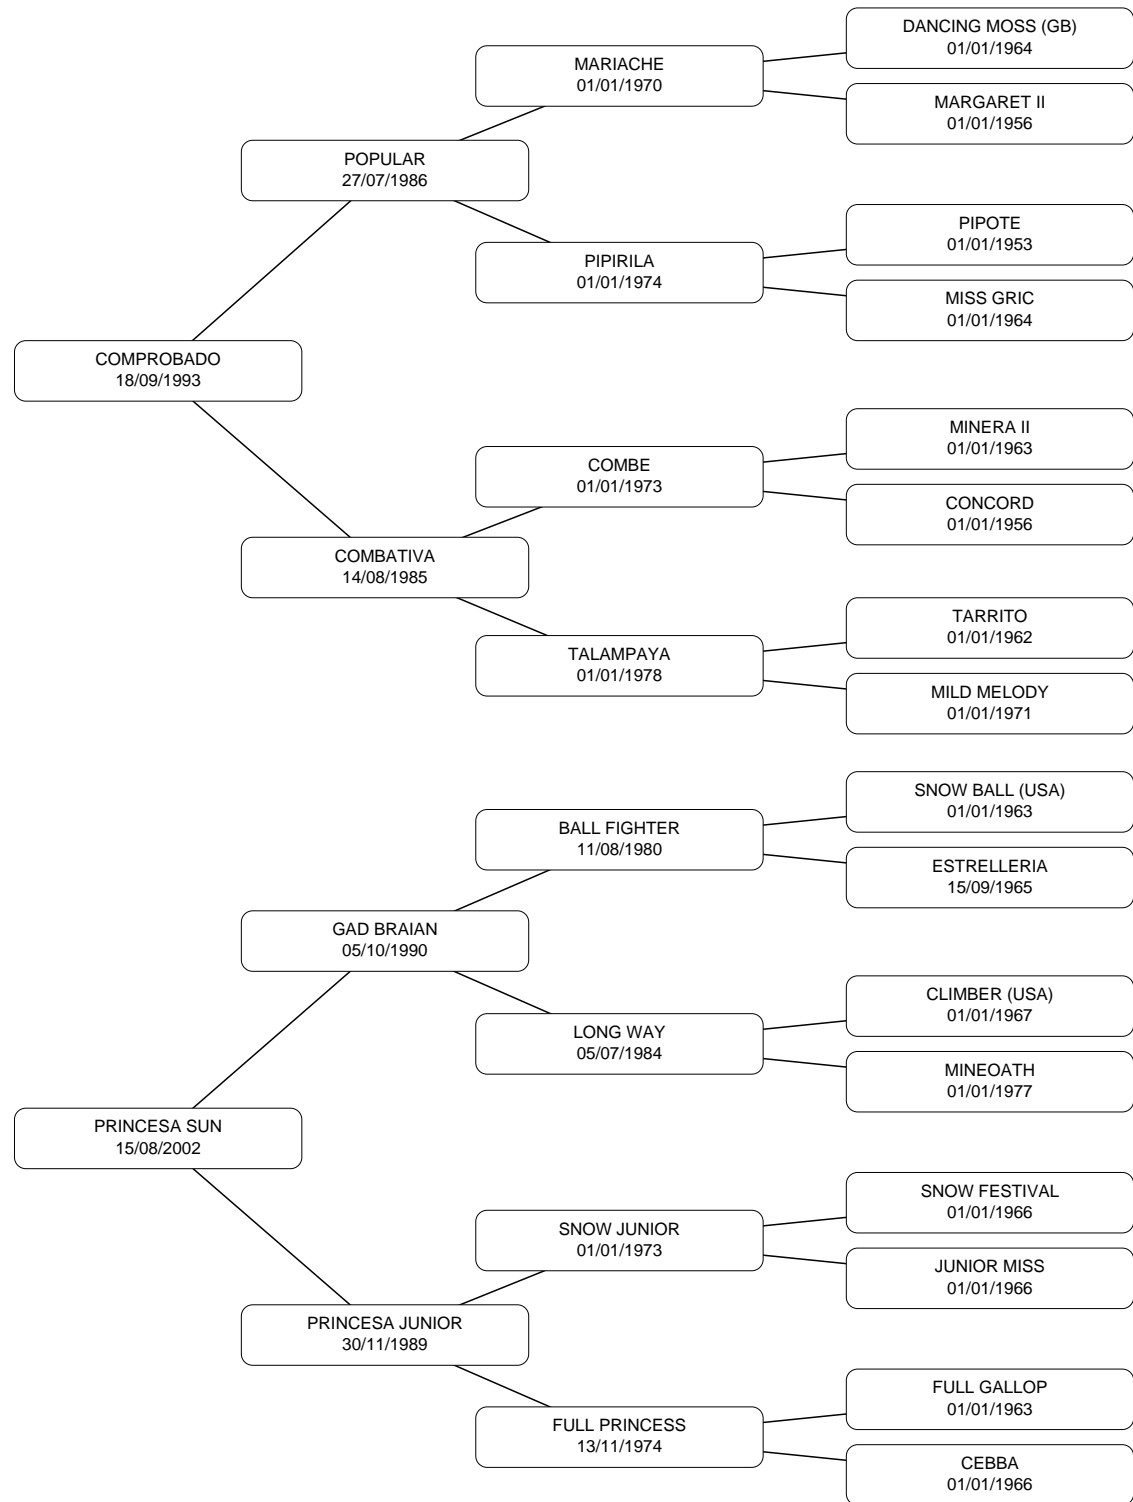 DANCING MOSS (GB)
01/01/1964
MARIACHE
01/01/1970
MARGARET II
01/01/1956
POPULAR
27/07/1986
PIPOTE
01/01/1953
PIPIRILA
01/01/1974
MISS GRIC
01/01/1964
COMPROBADO
18/09/1993
MINERA II
01/01/1963
COMBE
01/01/1973
CONCORD
01/01/1956
COMBATIVA
14/08/1985
TARRITO
01/01/1962
TALAMPAYA
01/01/1978
MILD MELODY
01/01/1971
SNOW BALL (USA)
01/01/1963
BALL FIGHTER
11/08/1980
ESTRELLERIA
15/09/1965
GAD BRAIAN
05/10/1990
CLIMBER (USA)
01/01/1967
LONG WAY
05/07/1984
MINEOATH
01/01/1977
PRINCESA SUN
15/08/2002
SNOW FESTIVAL
01/01/1966
SNOW JUNIOR
01/01/1973
JUNIOR MISS
01/01/1966
PRINCESA JUNIOR
30/11/1989
FULL GALLOP
01/01/1963
FULL PRINCESS
13/11/1974
CEBBA
01/01/1966